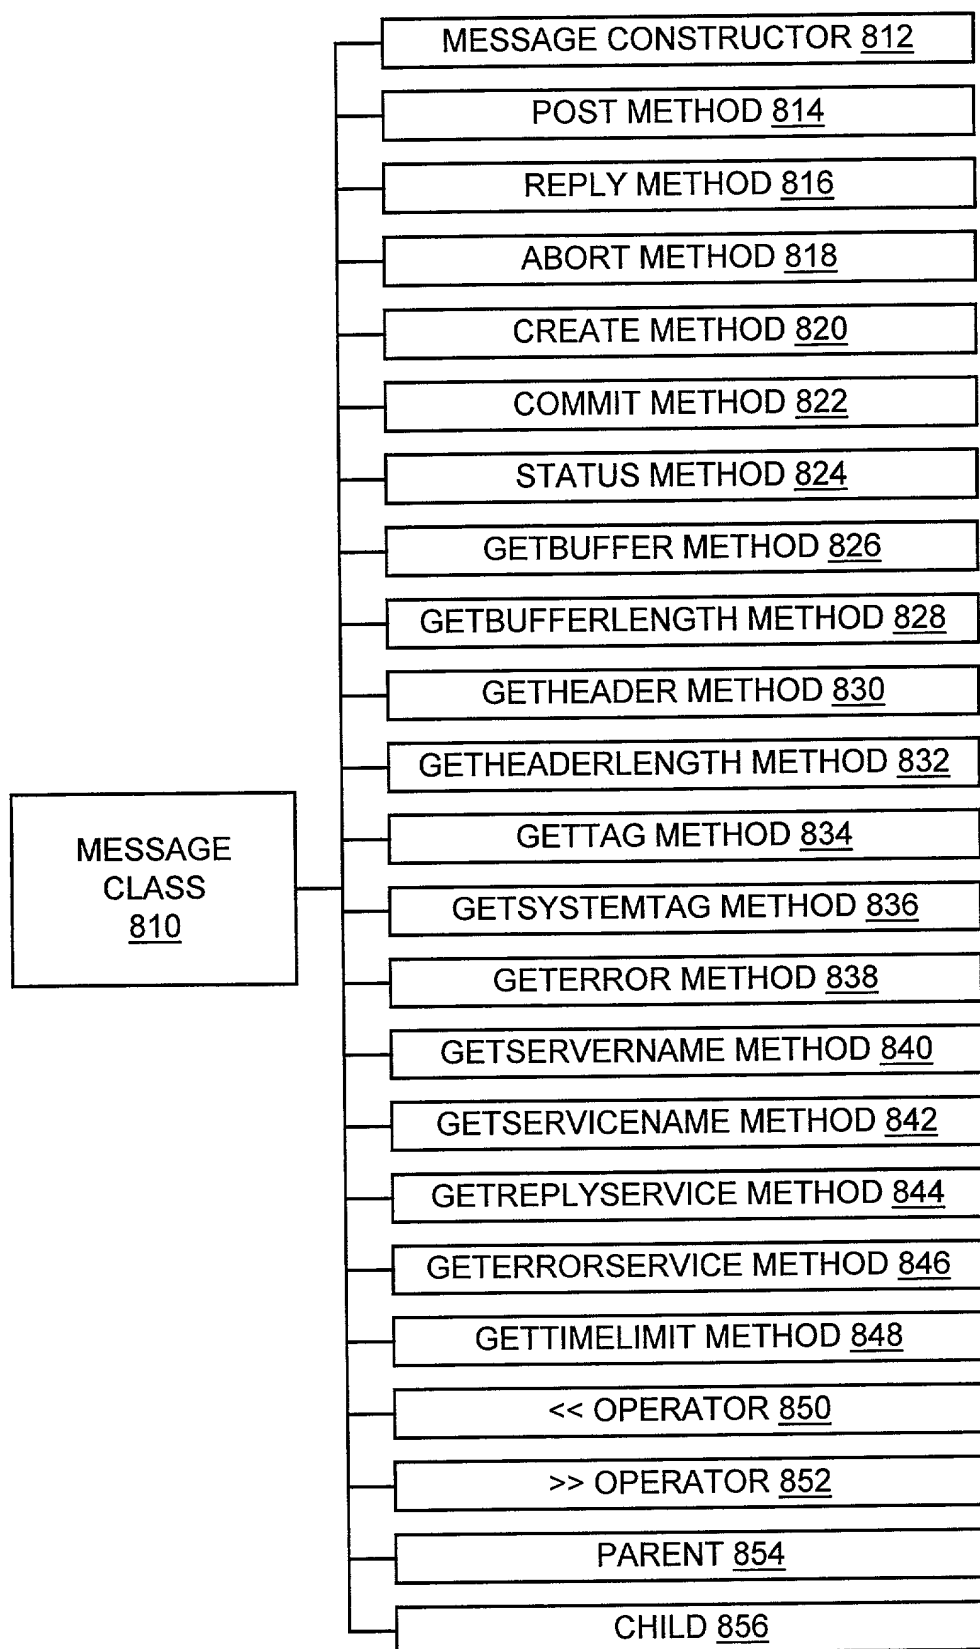 MESSAGE CONSTRUCTOR 812
POST METHOD 814
REPLY METHOD 816
ABORT METHOD 818
CREATE METHOD 820
COMMIT METHOD 822
STATUS METHOD 824
GETBUFFER METHOD 826
GETBUFFERLENGTH METHOD 828
GETHEADER METHOD 830
GETHEADERLENGTH METHOD 832
MESSAGE
CLASS
810
GETTAG METHOD 834
GETSYSTEMTAG METHOD 836
GETERROR METHOD 838
GETSERVERNAME METHOD 840
GETSERVICENAME METHOD 842
GETREPLYSERVICE METHOD 844
GETERRORSERVICE METHOD 846
GETTIMELIMIT METHOD 848
<< OPERATOR 850
>> OPERATOR 852
PARENT 854
CHILD 856